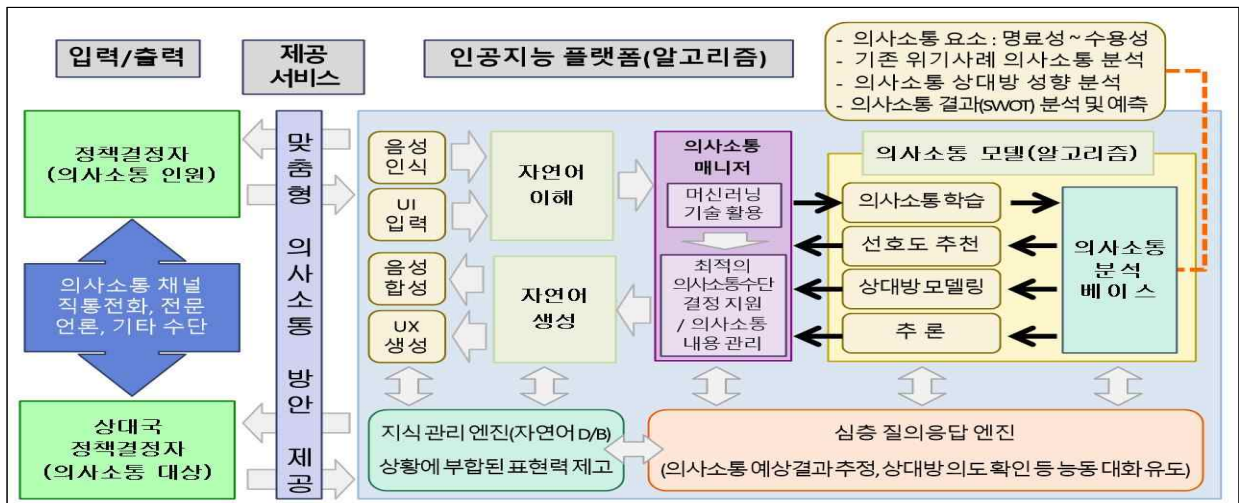 입력/출력
제공
서비스
인공지능 플랫폼(알고리즘)
- 의사소통 요소 : 명료성 ~ 수용성
- 기존 위기사례 의사소통 분석
- 의사소통 상대방 성향 분석
- 의사소통 결과(SWOT) 분석 및 예측
정책결정자
(의사소통 인원)
의사소통 채널
직통전화, 전문
언론, 기타 수단
상대국
정책결정자
(의사소통 대상)
맞춤형 의사소통 방안 제공
음성
인식
UI
입력
음성
합성
UX
생성
자연어
이해
자연어
생성
의사소통
매니저
머신러닝
기술 활용
최적의
의사소통수단
결정 지원
/ 의사소통
내용 관리
의사소통 모델(알고리즘)
의사소통 학습
선호도 추천
상대방 모델링
추 론
의사소통
분석
베이스
지식 관리 엔진(자연어 D/B)
상황에 부합된 표현력 제고
심층 질의응답 엔진
(의사소통 예상결과 추정, 상대방 의도 확인 등 능동 대화 유도)